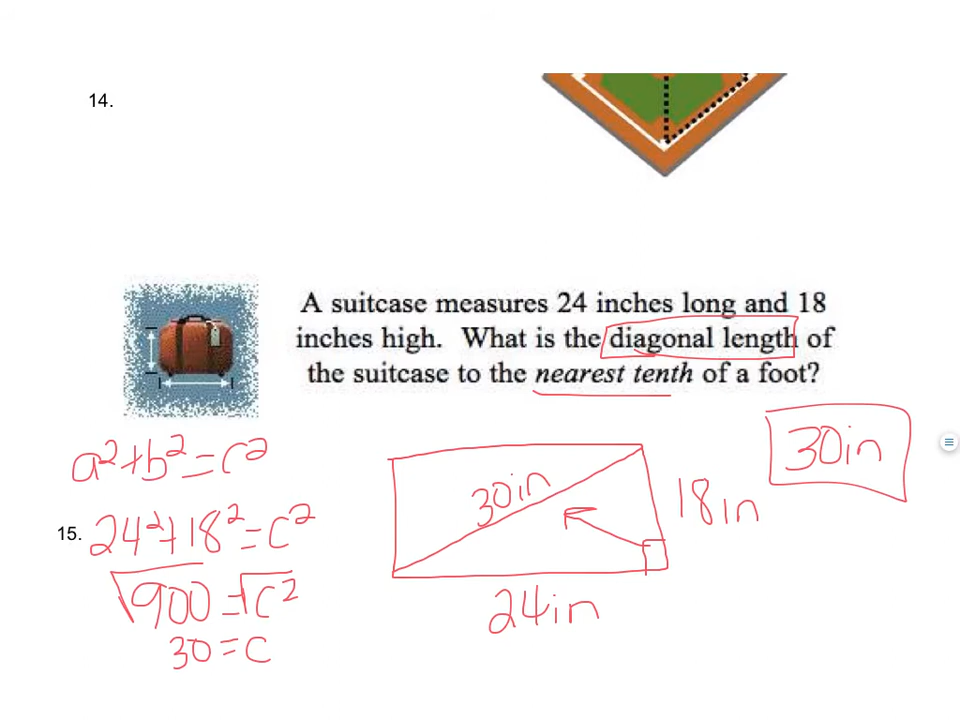 14.
A suitcase measures 24 inches long and 18
inches high. What is the diagonal length of
the suitcase to the nearest tenth of a foot?
30in
a²+b²=c²
30in
18in
15.
24²+18²=c²
√900=√c²
24in
30=c